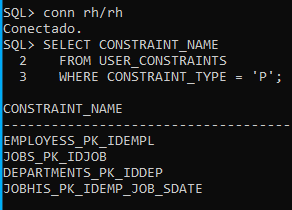 SQL> conn rh/rh
Conectado.
SQL> SELECT CONSTRAINT_NAME
  2    FROM USER_CONSTRAINTS
  3    WHERE CONSTRAINT_TYPE = 'P';
CONSTRAINT_NAME
------------------------------------
EMPLOYESS_PK_IDEMPL
JOBS_PK_IDJOB
DEPARTMENTS_PK_IDDEP
JOBHIS_PK_IDEMP_JOB_SDATE